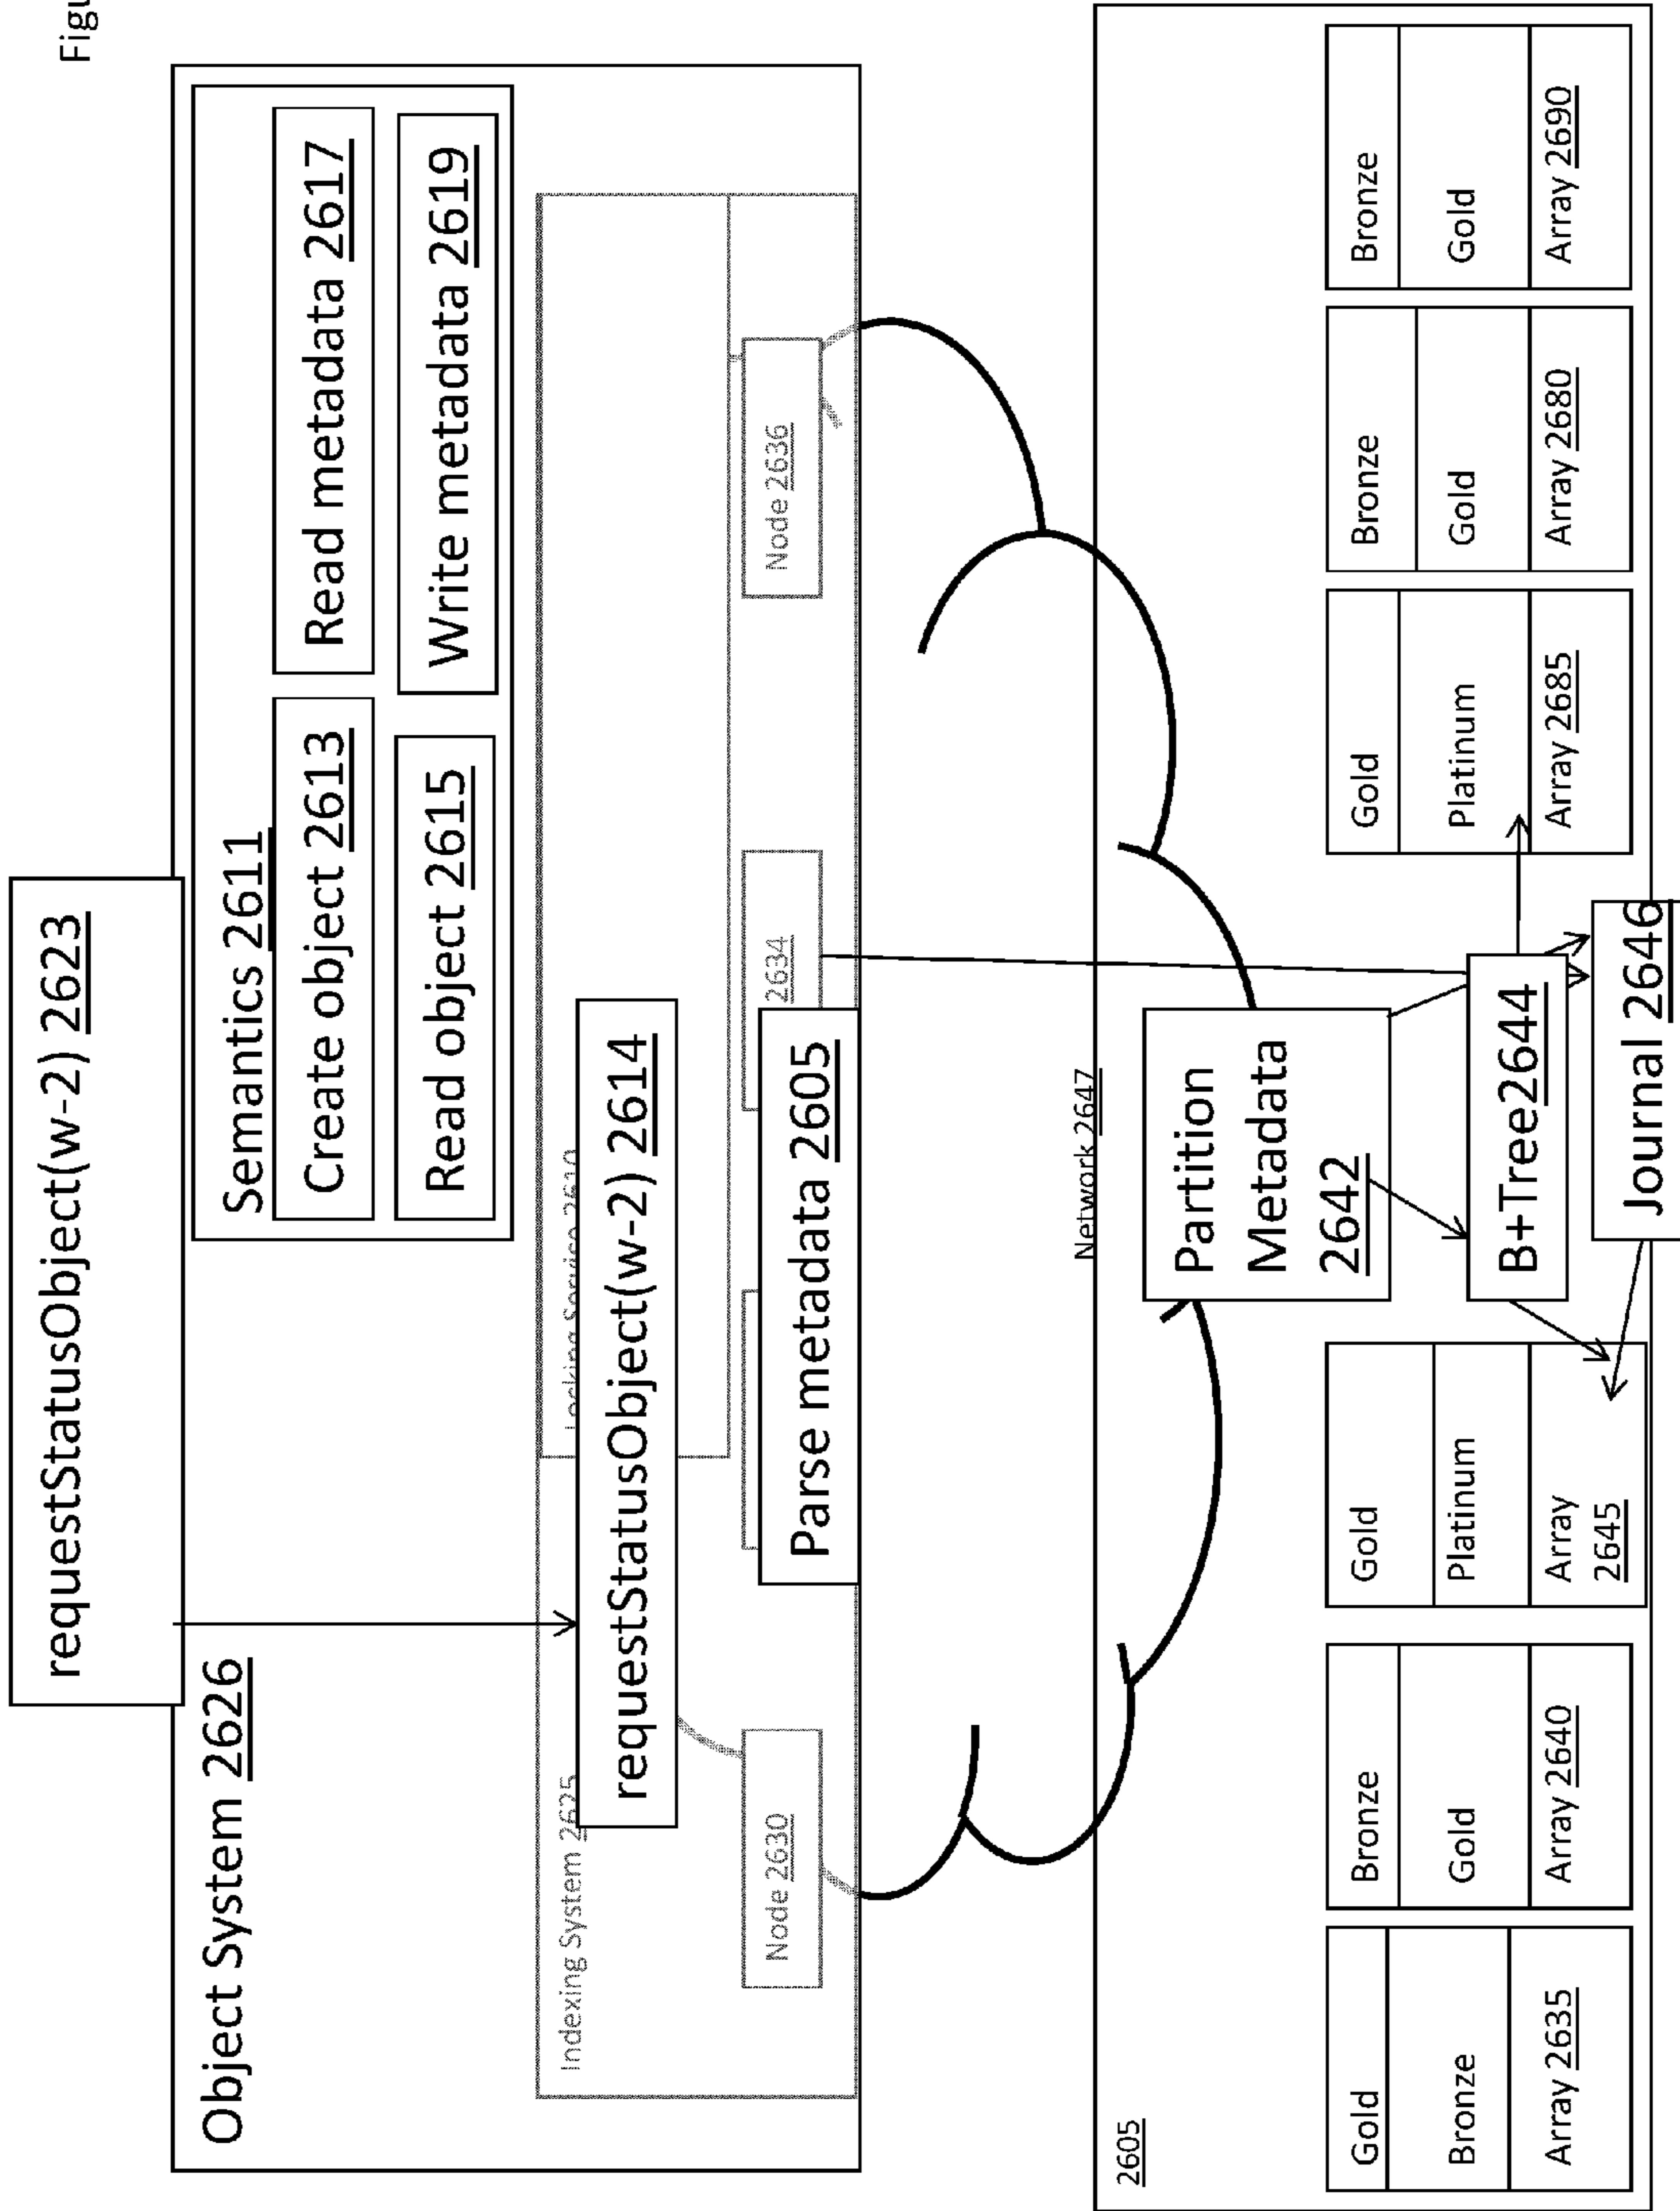 Figu
requestStatusObject(w-2) 2623
Object System 2626
Semantics 2611
Create object 2613
Read metadata 2617
Read object 2615
Write metadata 2619
Indexing System 2625
Locking Service 2610
requestStatusObject(w-2) 2614
Node 2630
2634
Node 2636
Parse metadata 2605
Network 2647
2605
Partition
Metadata
2642
B+Tree2644
Journal 2646
Gold
Bronze
Array 2635
Bronze
Gold
Array 2640
Gold
Platinum
Array
2645
Gold
Platinum
Array 2685
Bronze
Gold
Array 2680
Bronze
Gold
Array 2690